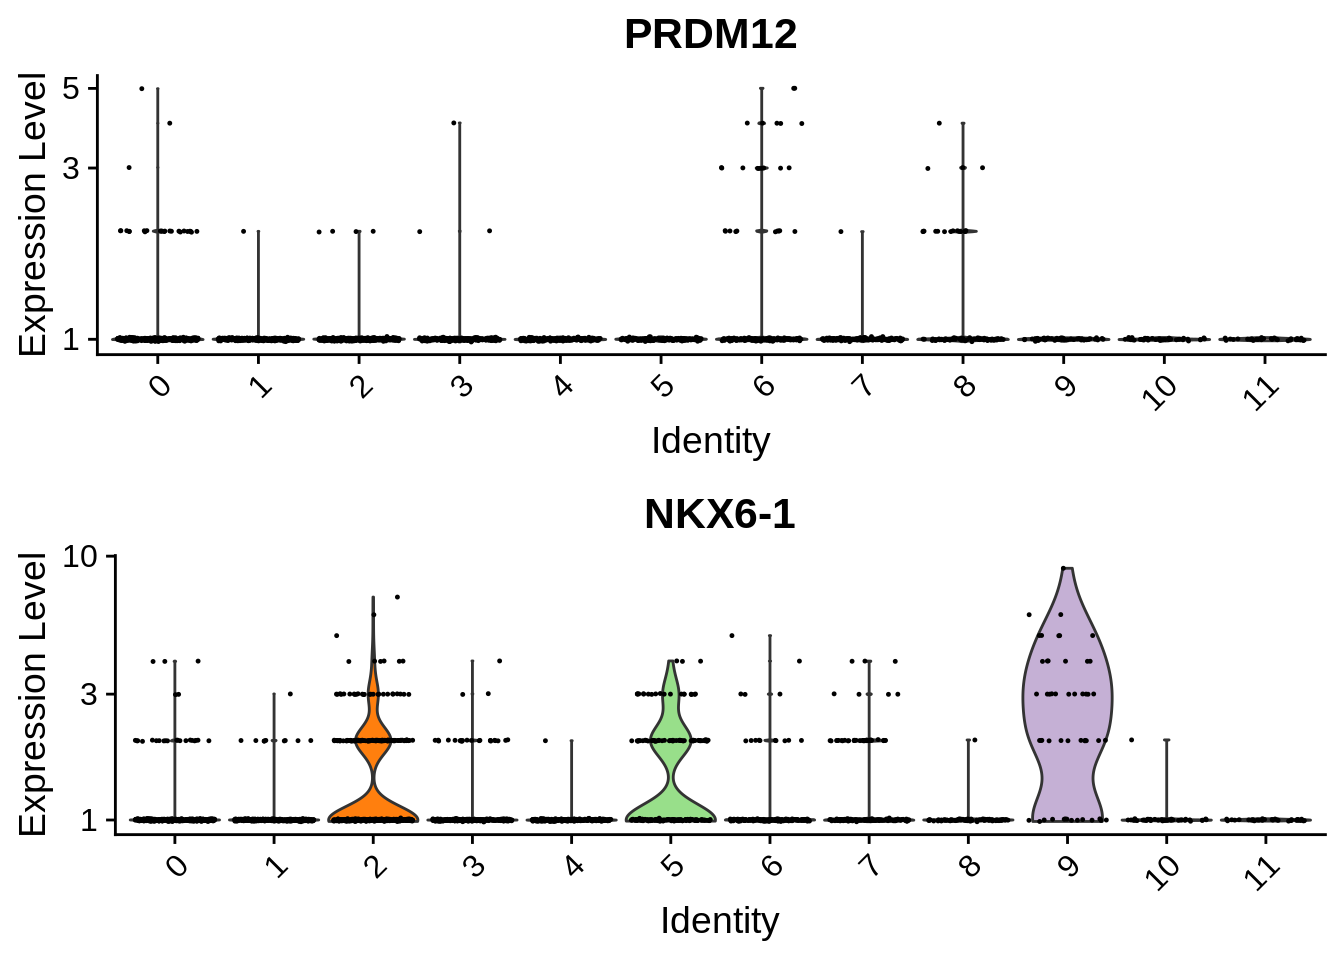 PRDM12
Expression Level
5
3
1
0 1 2 3 4 5 6 7 8 9 10 11
Identity
NKX6-1
Expression Level
10
3
1
0 1 2 3 4 5 6 7 8 9 10 11
Identity